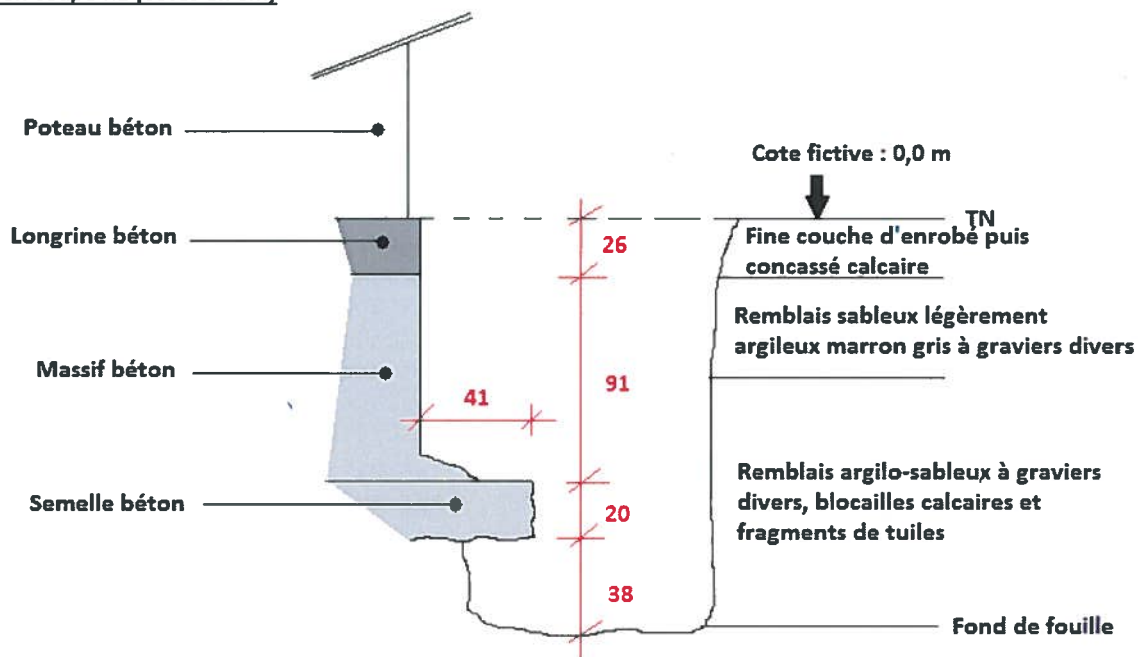 Poteau béton
Cote fictive : 0,0 m
TN
Longrine béton
26
Fine couche d'enrobé puis
concassé calcaire
Remblais sableux légèrement
argileux marron gris à graviers divers
Massif béton
91
41
Remblais argilo-sableux à graviers
divers, blocailles calcaires et
fragments de tuiles
Semelle béton
20
38
Fond de fouille